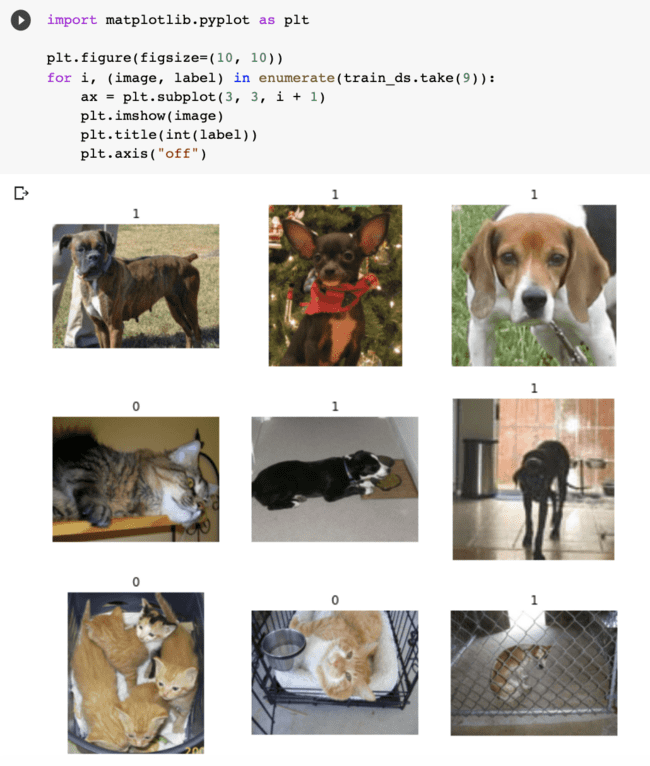 import matplotlib.pyplot as plt
plt.figure(figsize=(10, 10))
for i, (image, label) in enumerate(train_ds.take(9)):
    ax = plt.subplot(3, 3, i + 1)
    plt.imshow(image)
    plt.title(int(label))
    plt.axis("off")
1
1
1
0
1
1
0
0
1
200